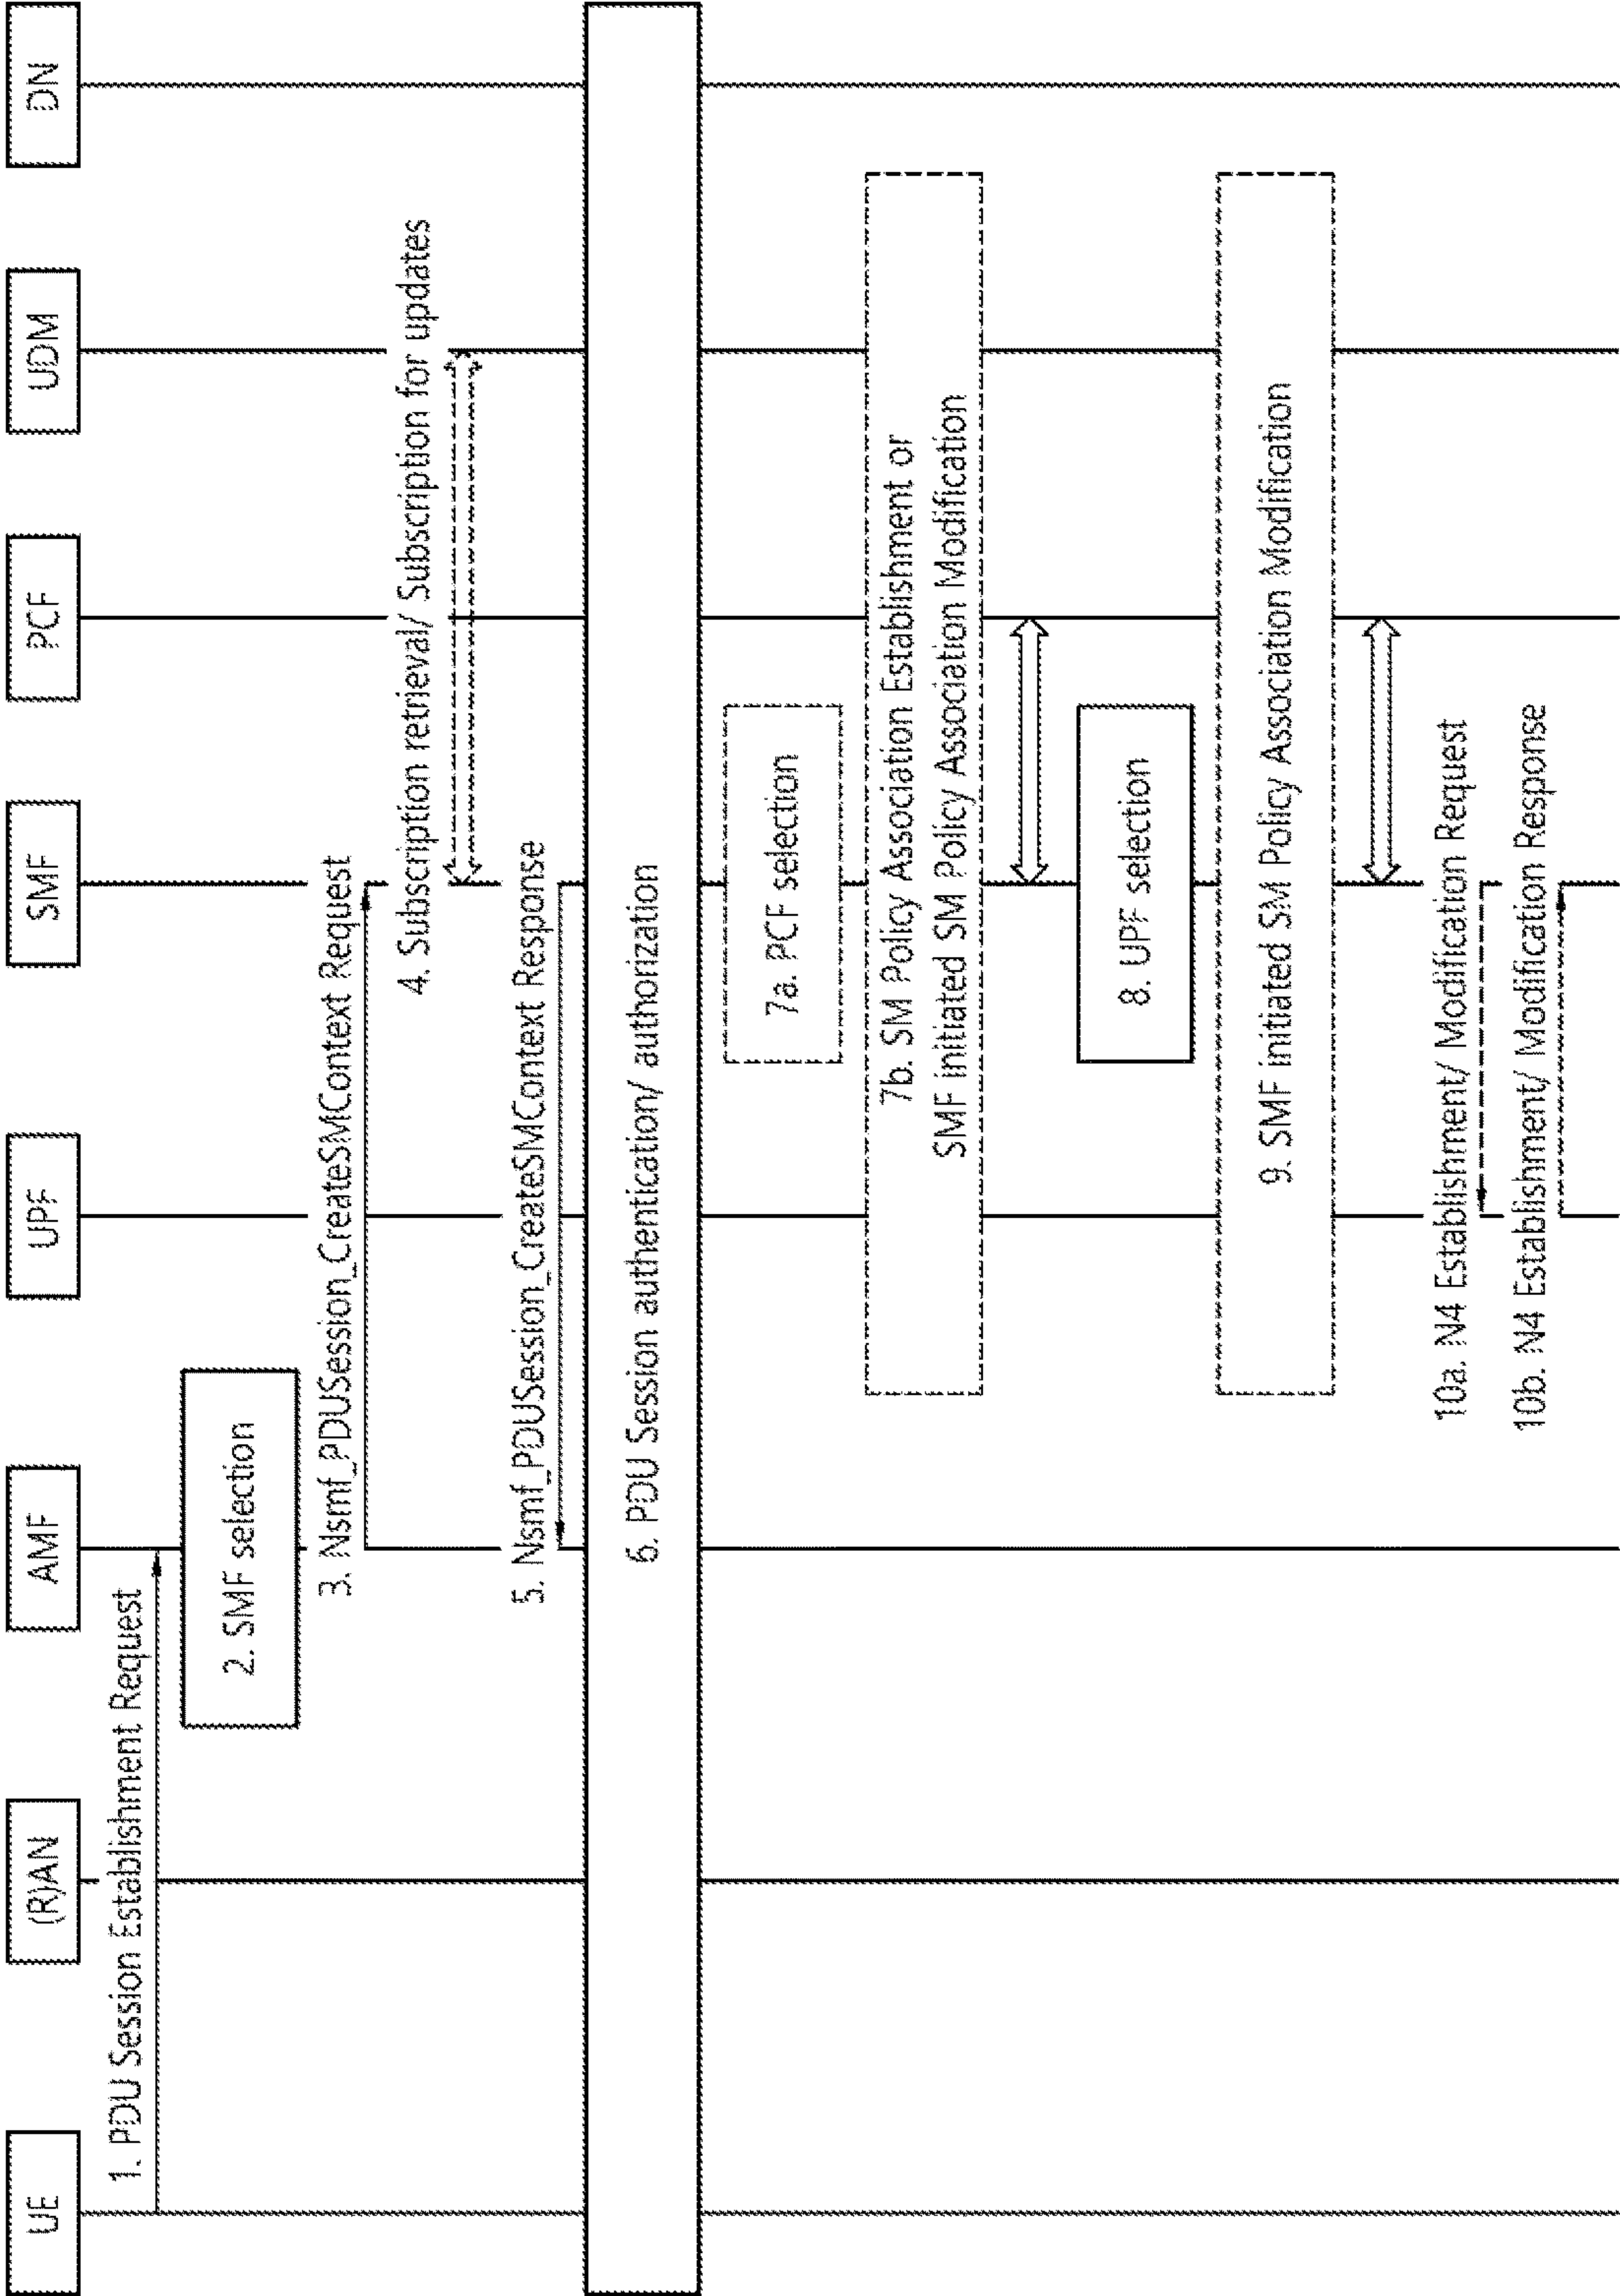 UE
(R)AN
AMF
UPF
SMF
PCF
UDM
DN
1. PDU Session Establishment Request
2. SMF selection
3. Nsmf_PDUSession_CreateSMContext Request
4. Subscription retrieval/ Subscription for updates
5. Nsmf_PDUSession_CreateSMContext Response
6. PDU Session authentication/ authorization
7a. PCF selection
7b. SM Policy Association Establishment or
SMF initiated SM Policy Association Modification
8. UPF selection
9. SMF initiated SM Policy Association Modification
10a. N4 Establishment/ Modification Request
10b. N4 Establishment/ Modification Response